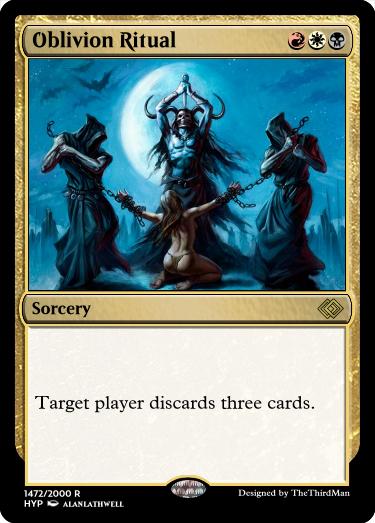 Oblivion Ritual
Sorcery
Target player discards three cards.
1472/2000 R
HYP ALANLATHWELL
Designed by TheThirdMan